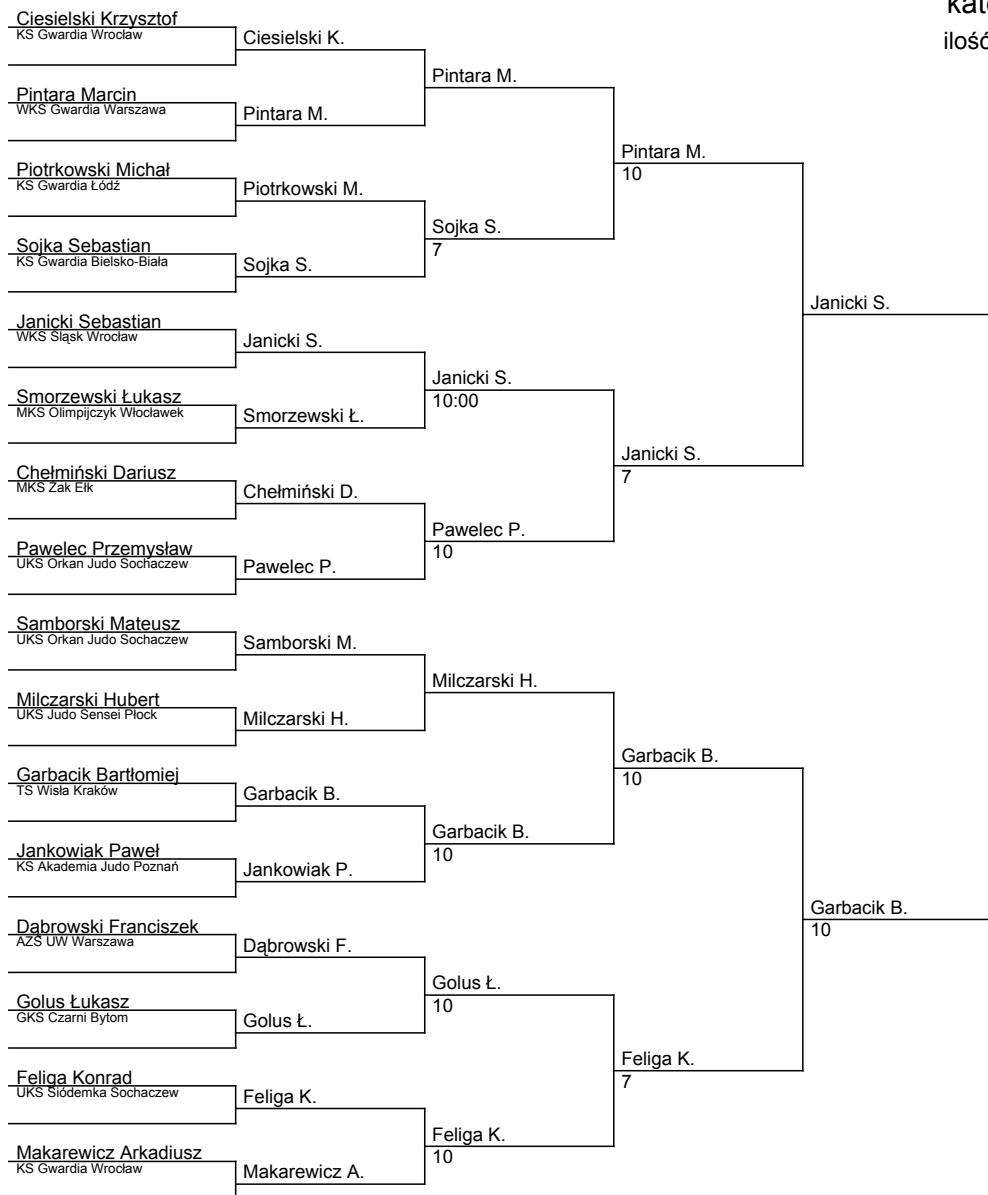 kat
ilość
Ciesielski Krzysztof
KS Gwardia Wrocław
Pintara Marcin
WKS Gwardia Warszawa
Piotrkowski Michał
KS Gwardia Łódź
Sojka Sebastian
KS Gwardia Bielsko-Biała
Janicki Sebastian
WKS Śląsk Wrocław
Smorzewski Łukasz
MKS Olimpijczyk Włocławek
Chełmiński Dariusz
MKS Żak Ełk
Pawelec Przemysław
UKS Orkan Judo Sochaczew
Samborski Mateusz
UKS Orkan Judo Sochaczew
Milczarski Hubert
UKS Judo Sensei Płock
Garbacik Bartłomiej
TS Wisła Kraków
Jankowiak Paweł
KS Akademia Judo Poznań
Dąbrowski Franciszek
AZS UW Warszawa
Golus Łukasz
GKS Czarni Bytom
Feliga Konrad
UKS Siódemka Sochaczew
Makarewicz Arkadiusz
KS Gwardia Wrocław
Ciesielski K.
Pintara M.
Piotrkowski M.
Sojka S.
Janicki S.
Smorzewski Ł.
Chełmiński D.
Pawelec P.
Samborski M.
Milczarski H.
Garbacik B.
Jankowiak P.
Dąbrowski F.
Golus Ł.
Feliga K.
Makarewicz A.
Pintara M.
Sojka S.
7
Janicki S.
10:00
Pawelec P.
10
Milczarski H.
Garbacik B.
10
Golus Ł.
10
Feliga K.
10
Pintara M.
10
Janicki S.
7
Garbacik B.
10
Feliga K.
7
Janicki S.
Garbacik B.
10